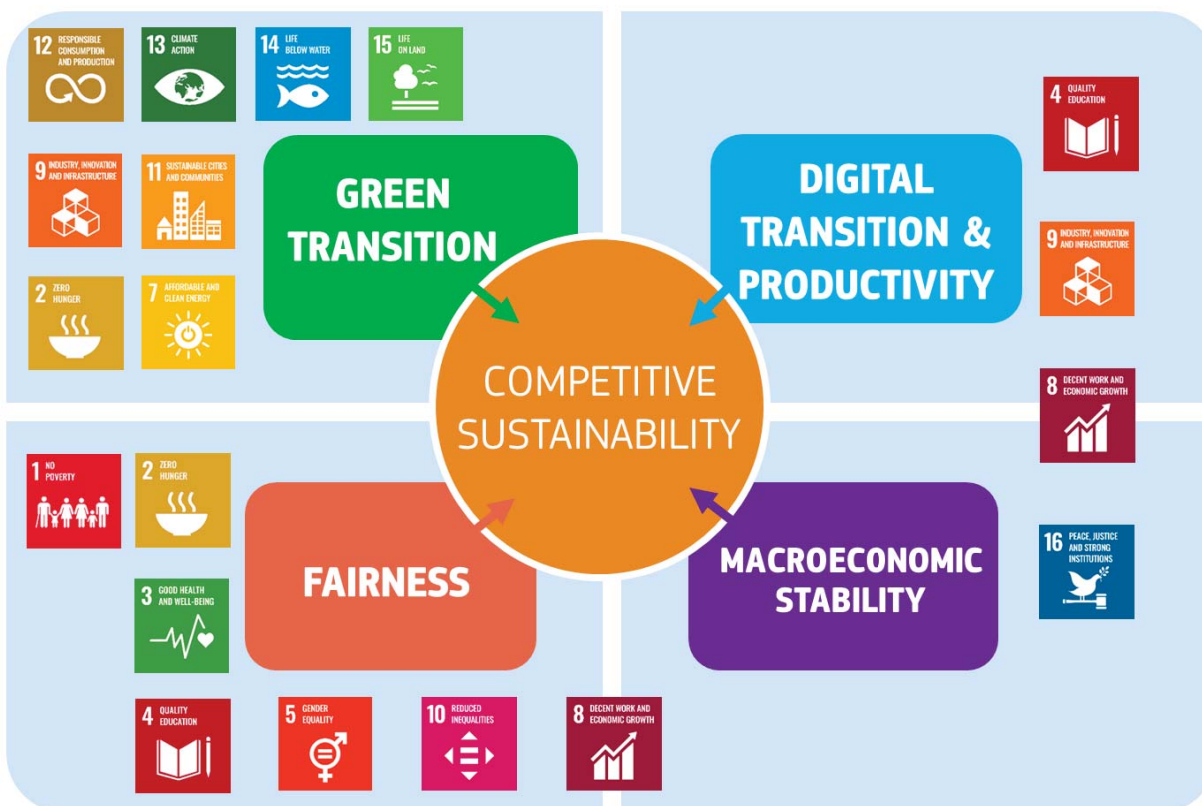 12 RESPONSIBLE
CONSUMPTION
AND PRODUCTION
13 CLIMATE
ACTION
14 LIFE
BELOW WATER
15 LIFE
ON LAND
9 INDUSTRY, INNOVATION
AND INFRASTRUCTURE
11 SUSTAINABLE CITIES
AND COMMUNITIES
2 ZERO
HUNGER
7 AFFORDABLE AND
CLEAN ENERGY
GREEN
TRANSITION
DIGITAL
TRANSITION &
PRODUCTIVITY
4 QUALITY
EDUCATION
9 INDUSTRY, INNOVATION
AND INFRASTRUCTURE
8 DECENT WORK AND
ECONOMIC GROWTH
COMPETITIVE
SUSTAINABILITY
1 NO
POVERTY
2 ZERO
HUNGER
3 GOOD HEALTH
AND WELL-BEING
FAIRNESS
4 QUALITY
EDUCATION
5 GENDER
EQUALITY
10 REDUCED
INEQUALITIES
8 DECENT WORK AND
ECONOMIC GROWTH
MACROECONOMIC
STABILITY
16 PEACE, JUSTICE
AND STRONG
INSTITUTIONS